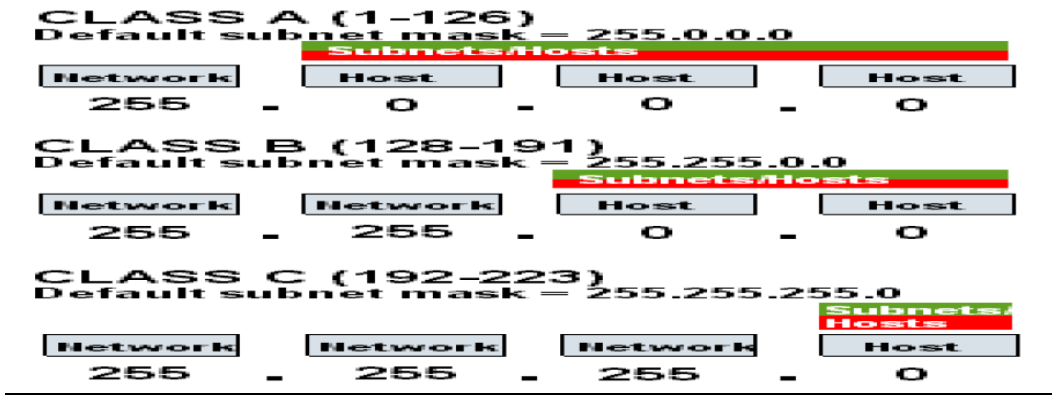 CLASS A (1-126)
Default subnet mask = 255.0.0.0
Subnets/Hosts
Network Host Host Host
255 . 0 . 0 . 0
CLASS B (128-191)
Default subnet mask = 255.255.0.0
Subnets/Hosts
Network Network Host Host
255 . 255 . 0 . 0
CLASS C (192-223)
Default subnet mask = 255.255.255.0
Subnets/
Hosts
Network Network Network Host
255 . 255 . 255 . 0